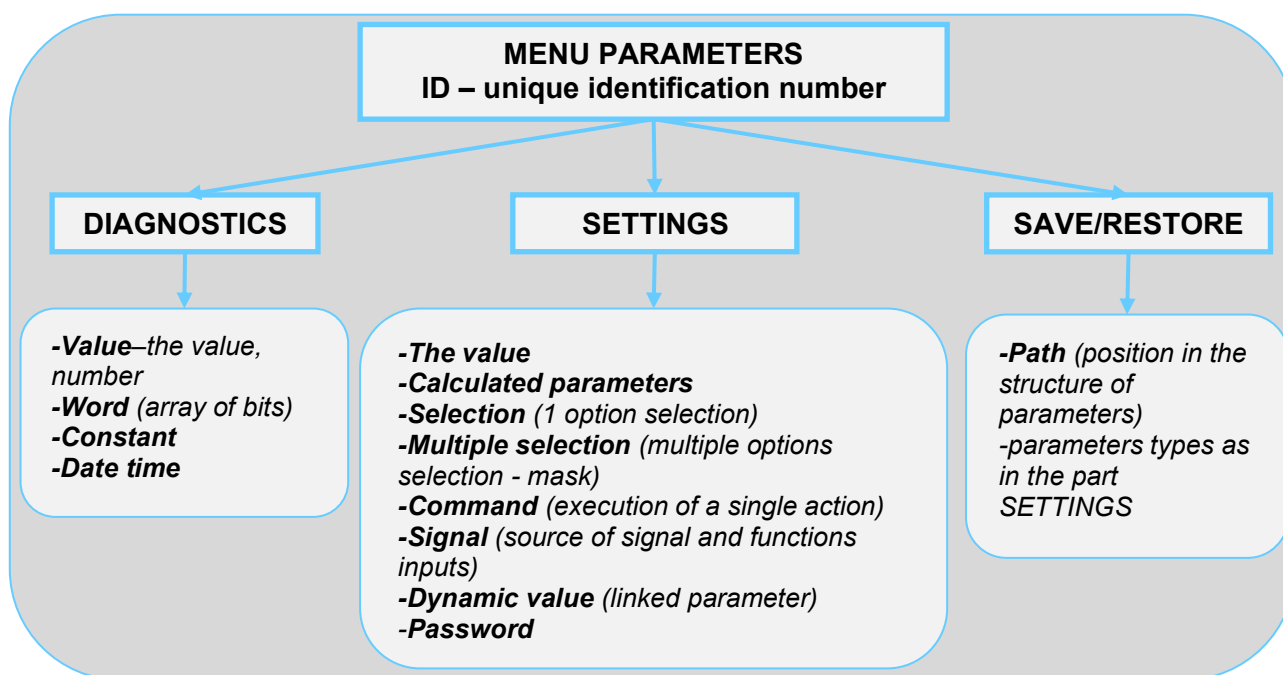 MENU PARAMETERS
ID – unique identification number
DIAGNOSTICS
SETTINGS
SAVE/RESTORE
-Value–the value,
number
-Word (array of bits)
-Constant
-Date time
-The value
-Calculated parameters
-Selection (1 option selection)
-Multiple selection (multiple options
selection - mask)
-Command (execution of a single action)
-Signal (source of signal and functions
inputs)
-Dynamic value (linked parameter)
-Password
-Path (position in the
structure of
parameters)
-parameters types as
in the part
SETTINGS